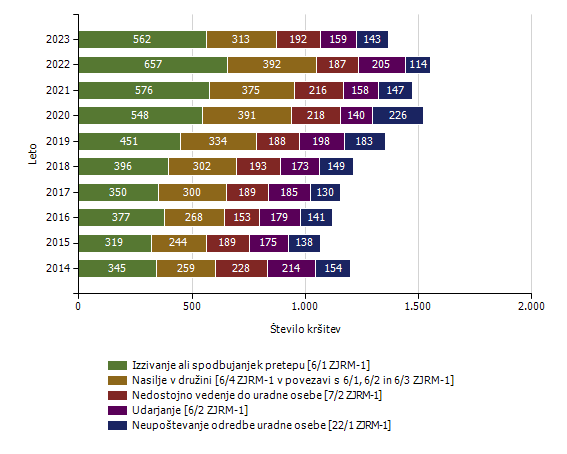 2023 562 313 192 159 143
2022 657 392 187 205 114
2021 576 375 216 158 147
2020 548 391 218 140 226
2019 451 334 188 198 183
2018 396 302 193 173 149
2017 350 300 189 185 130
2016 377 268 153 179 141
2015 319 244 189 175 138
2014 345 259 228 214 154
Leto
0 500 1.000 1.500 2.000
Število kršitev
Izzivanje ali spodbujanje k pretepu [6/1 ZJRM-1]
Nasilje v družini [6/4 ZJRM-1 v povezavi s 6/1, 6/2 in 6/3 ZJRM-1]
Nedostojno vedenje do uradne osebe [7/2 ZJRM-1]
Udarjanje [6/2 ZJRM-1]
Neupoštevanje odredbe uradne osebe [22/1 ZJRM-1]